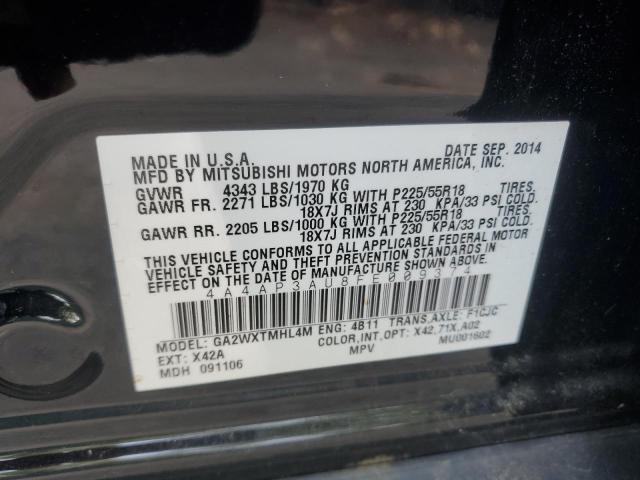 MADE IN U.S.A. DATE SEP. 2014
MFD BY MITSUBISHI MOTORS NORTH AMERICA, INC.
GVWR 4343 LBS/1970 KG
GAWR FR. 2271 LBS/1030 KG WITH P225/55R18 TIRES,
18X7J RIMS AT 230 KPA/33 PSI COLD.
GAWR RR. 2205 LBS/1000 KG WITH P225/55R18 TIRES,
18X7J RIMS AT 230 KPA/33 PSI COLD.
THIS VEHICLE CONFORMS TO ALL APPLICABLE FEDERAL MOTOR
VEHICLE SAFETY AND THEFT PREVENTION STANDARDS IN
EFFECT ON THE DATE OF MANUFACTURE SHOWN ABOVE.
4A4AP3AU8FE009374
MODEL: GA2WXTMHL4M ENG: 4B11 TRANS,AXLE: F1CJC
EXT: X42A COLOR,INT,OPT: X42,71X,A02
MDH 091106 MPV MU001602